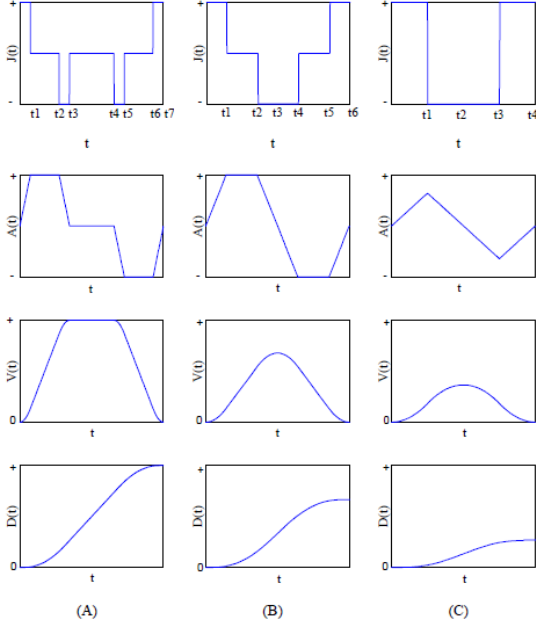 + + +
J(t) J(t) J(t)
- - -
t1 t2 t3 t4 t5 t6 t7 t1 t2 t3 t4 t5 t6 t1 t2 t3 t4
t t t
+ + +
A(t) A(t) A(t)
- - -
t t t
+ + +
V(t) V(t) V(t)
0 0 0
t t t
+ + +
D(t) D(t) D(t)
0 0 0
t t t
(A) (B) (C)